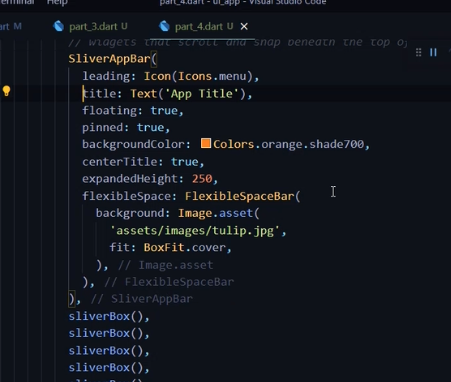 Terminal Help part_4.dart - ui_app - Visual Studio Code
art M part_3.dart U part_4.dart U ×
// Widgets that scroll and snap beneath the top o
SliverAppBar(
leading: Icon(Icons.menu),
title: Text('App Title'),
floating: true,
pinned: true,
backgroundColor: Colors.orange.shade700,
centerTitle: true,
expandedHeight: 250,
flexibleSpace: FlexibleSpaceBar(
background: Image.asset(
'assets/images/tulip.jpg',
fit: BoxFit.cover,
), // Image.asset
), // FlexibleSpaceBar
), // SliverAppBar
sliverBox(),
sliverBox(),
sliverBox(),
sliverBox(),